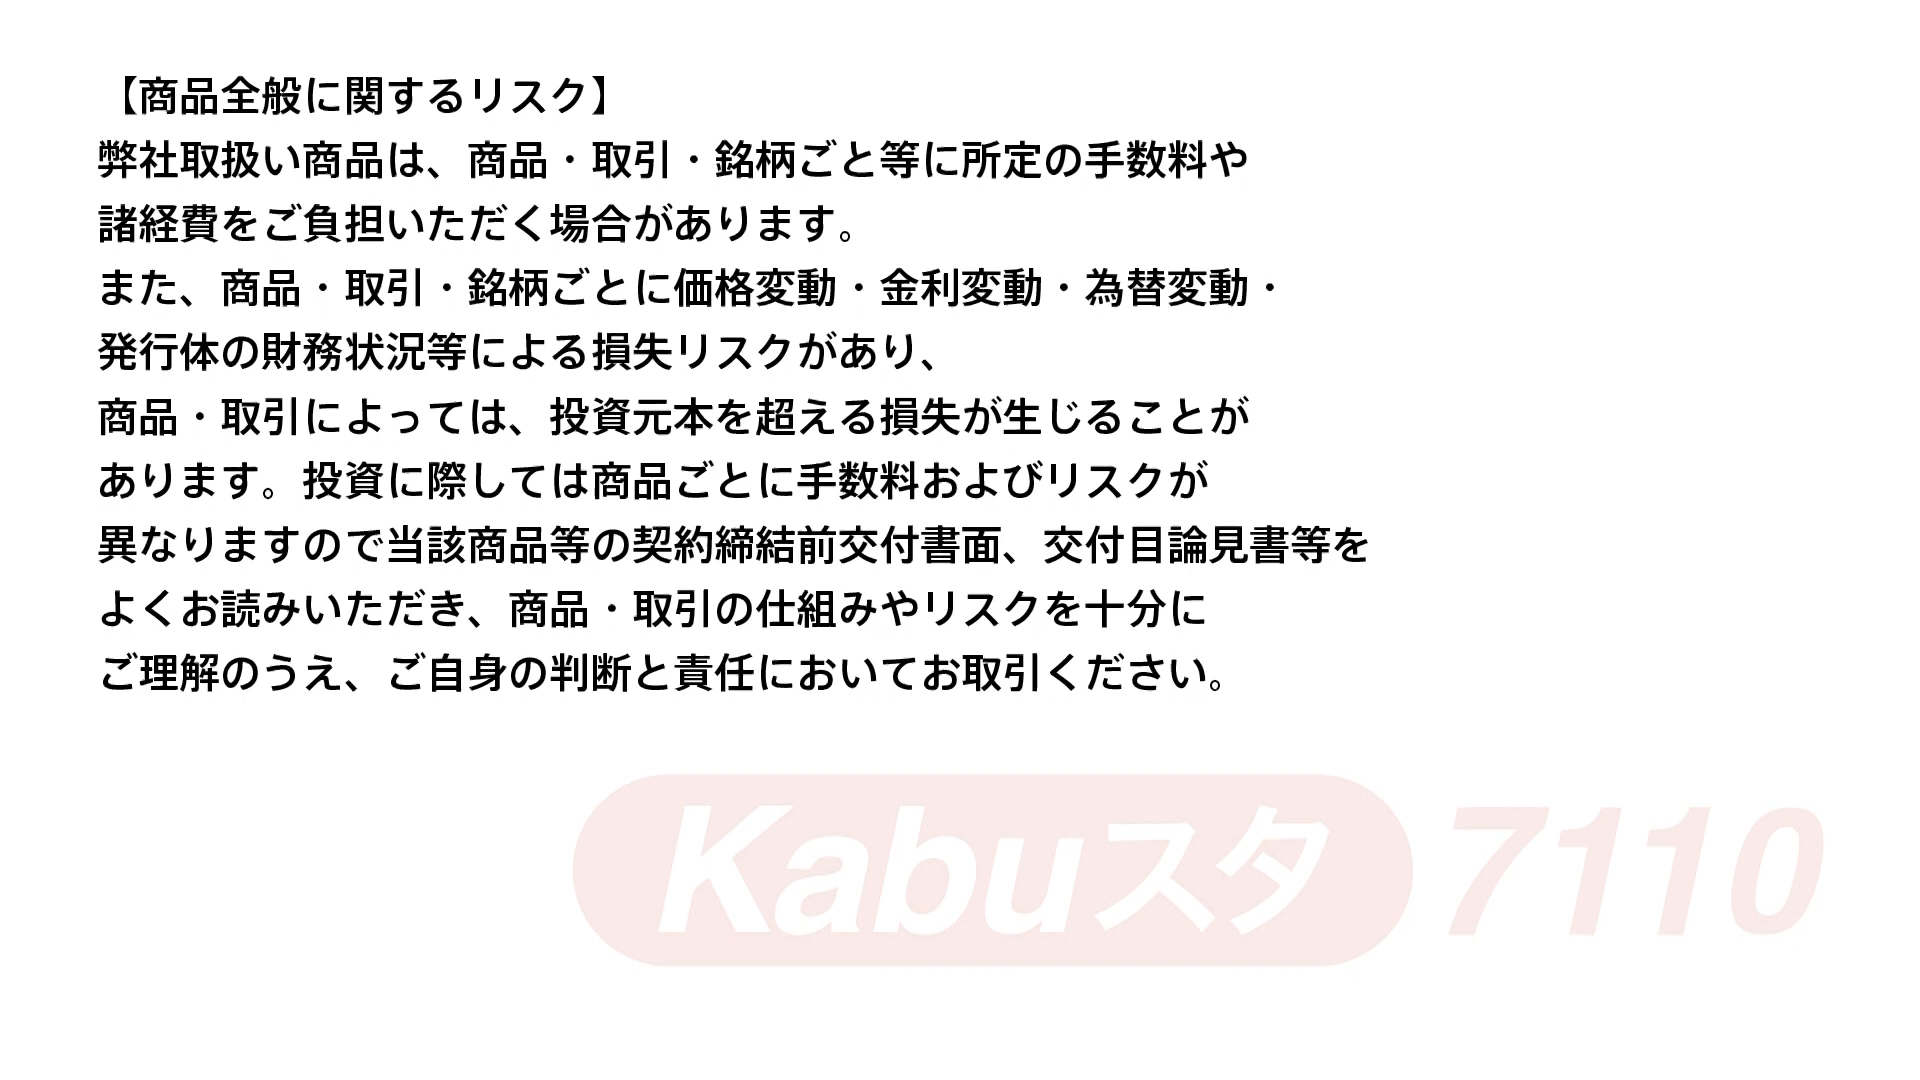 【商品全般に関するリスク】
弊社取扱い商品は、商品・取引・銘柄ごと等に所定の手数料や
諸経費をご負担いただく場合があります。
また、商品・取引・銘柄ごとに価格変動・金利変動・為替変動・
発行体の財務状況等による損失リスクがあり、
商品・取引によっては、投資元本を超える損失が生じることが
あります。投資に際しては商品ごとに手数料およびリスクが
異なりますので当該商品等の契約締結前交付書面、交付目論見書等を
よくお読みいただき、商品・取引の仕組みやリスクを十分に
ご理解のうえ、ご自身の判断と責任においてお取引ください。
Kabuスタ 7110